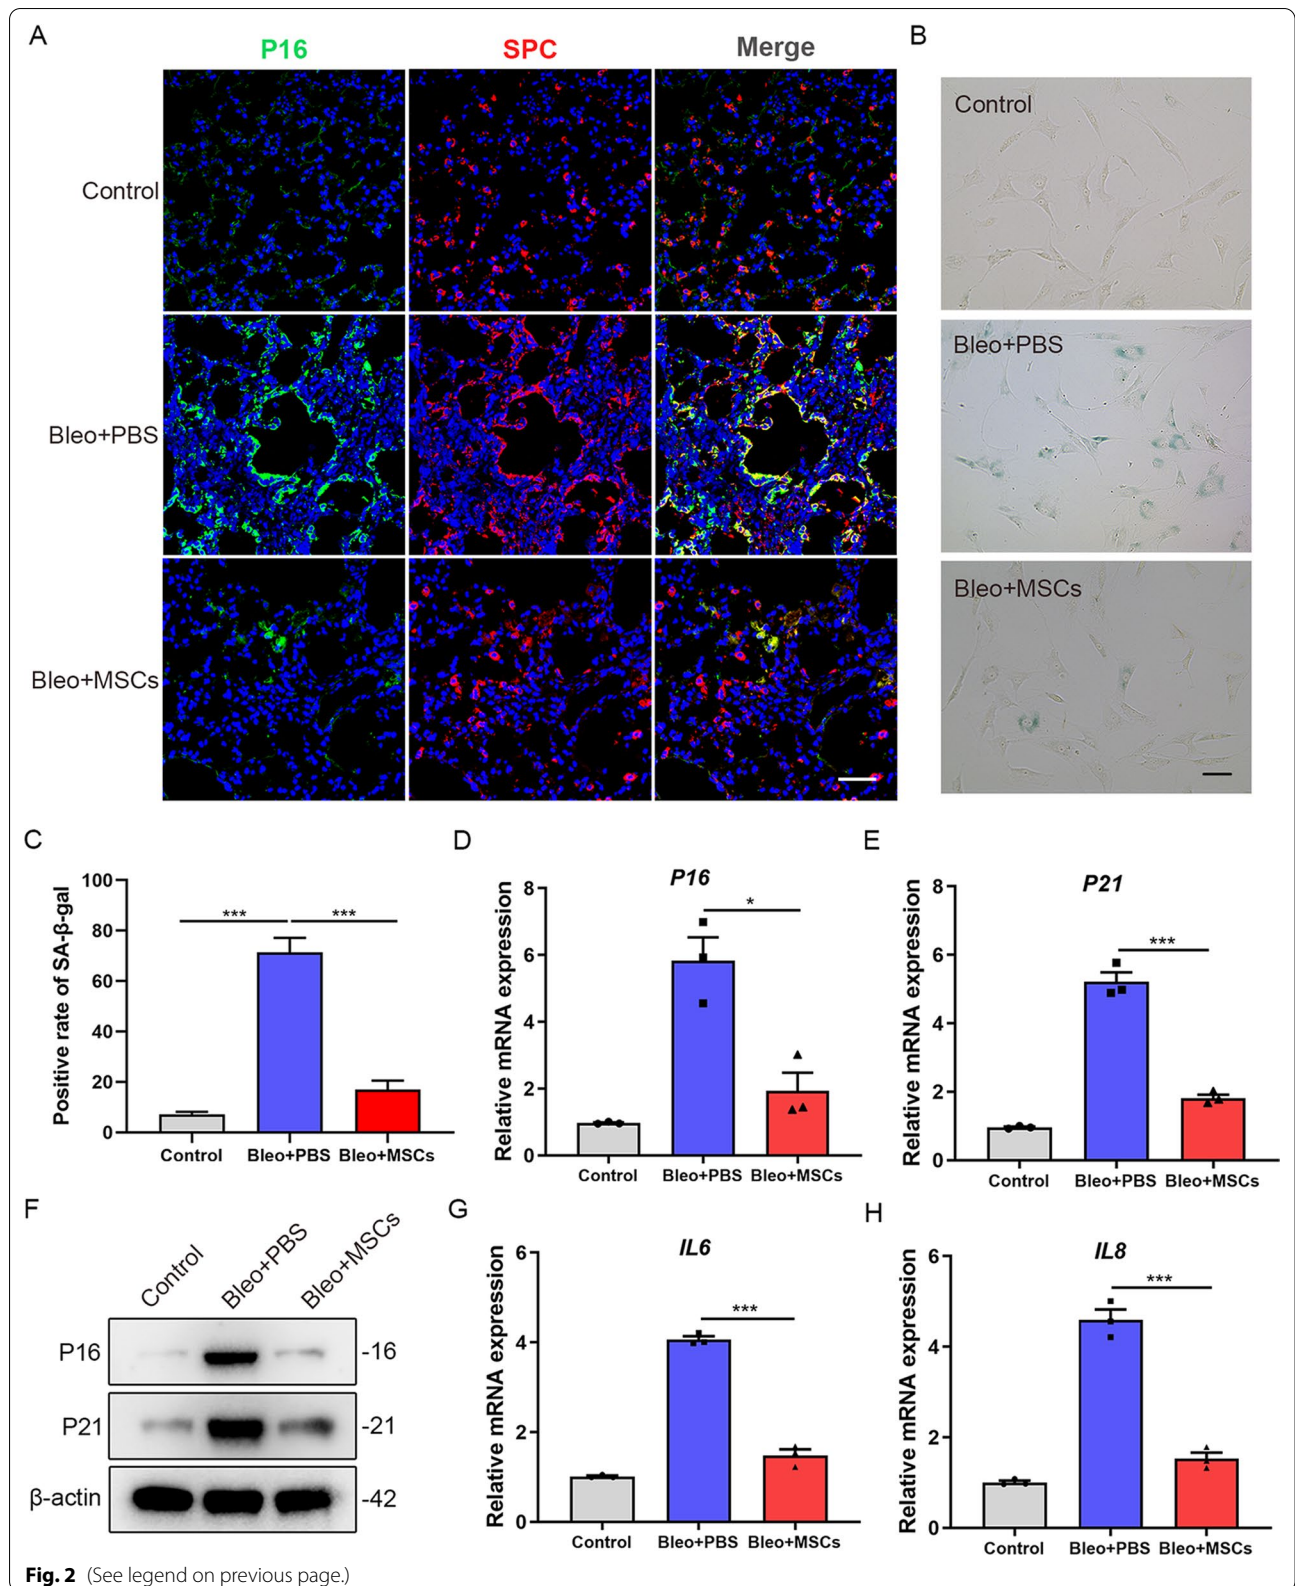 A
P16
SPC
Merge
Control
Bleo+PBS
Bleo+MSCs
B
Control
Bleo+PBS
Bleo+MSCs
C
Positive rate of SA-β-gal
100
80
60
40
20
0
***
***
Control
Bleo+PBS
Bleo+MSCs
D
P16
Relative mRNA expression
8
6
4
2
0
*
Control
Bleo+PBS
Bleo+MSCs
E
P21
Relative mRNA expression
8
6
4
2
0
***
Control
Bleo+PBS
Bleo+MSCs
F
Control
Bleo+PBS
Bleo+MSCs
P16
-16
P21
-21
β-actin
-42
G
IL6
Relative mRNA expression
6
4
2
0
***
Control
Bleo+PBS
Bleo+MSCs
H
IL8
Relative mRNA expression
6
4
2
0
***
Control
Bleo+PBS
Bleo+MSCs
Fig. 2 (See legend on previous page.)